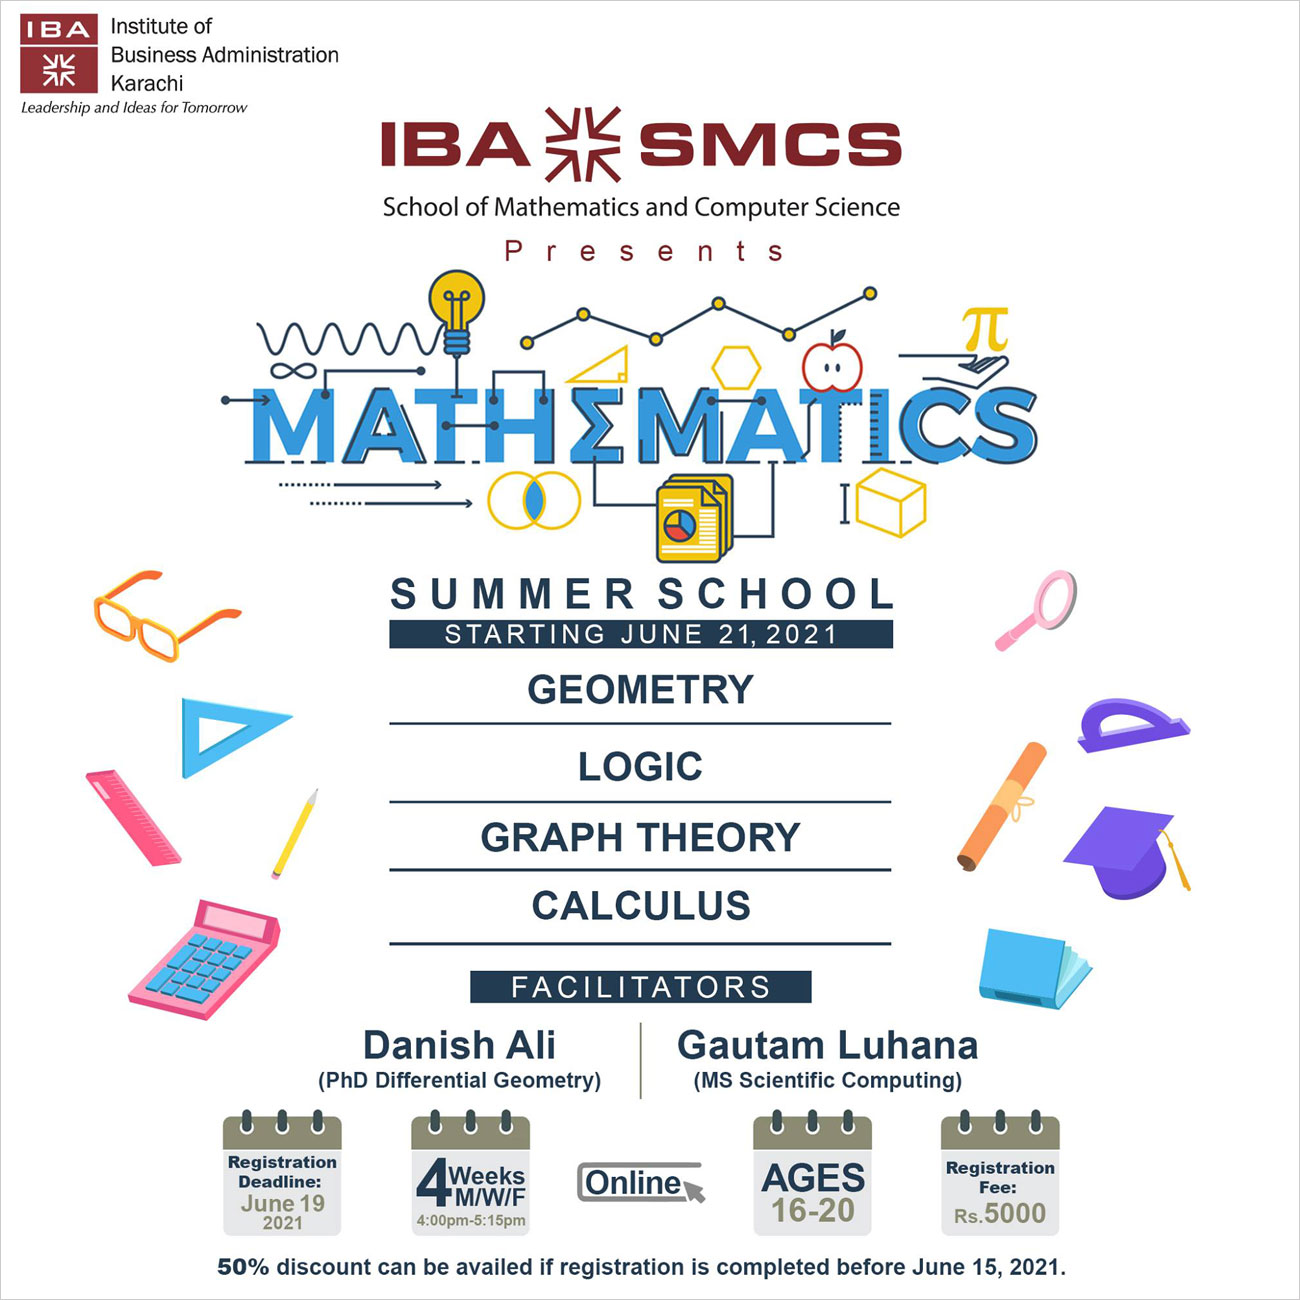 IBA
Institute of
Business Administration
Karachi
Leadership and Ideas for Tomorrow
IBA SMCS
School of Mathematics and Computer Science
Presents
π
∞
MATHΣMATICS
SUMMER SCHOOL
STARTING JUNE 21, 2021
GEOMETRY
LOGIC
GRAPH THEORY
CALCULUS
FACILITATORS
Danish Ali
(PhD Differential Geometry)
Gautam Luhana
(MS Scientific Computing)
Registration
Deadline:
June 19
2021
4 Weeks
M/W/F
4:00pm-5:15pm
Online
AGES
16-20
Registration
Fee:
Rs.5000
50% discount can be availed if registration is completed before June 15, 2021.